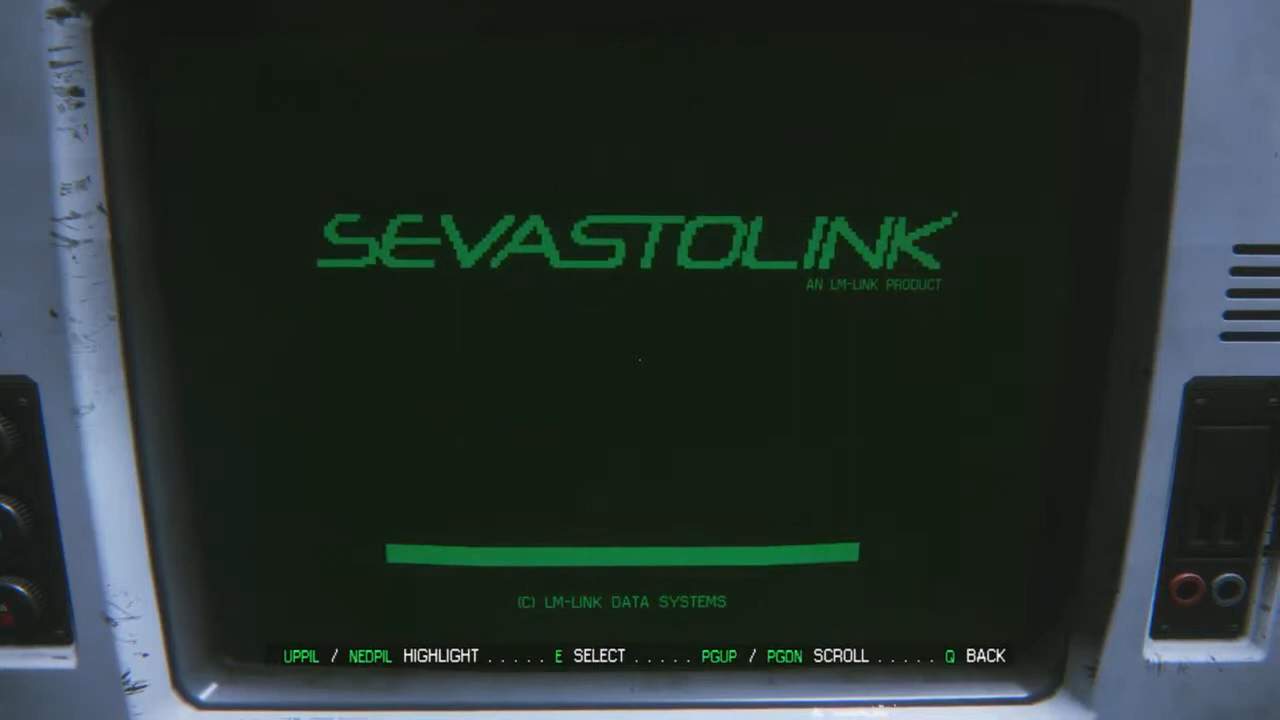 SEVASTOLINK
AN LM-LINK PRODUCT
(C) LM-LINK DATA SYSTEMS
UPPIL / NEDPIL HIGHLIGHT ..... E SELECT ..... PGUP / PGDN SCROLL ..... Q BACK